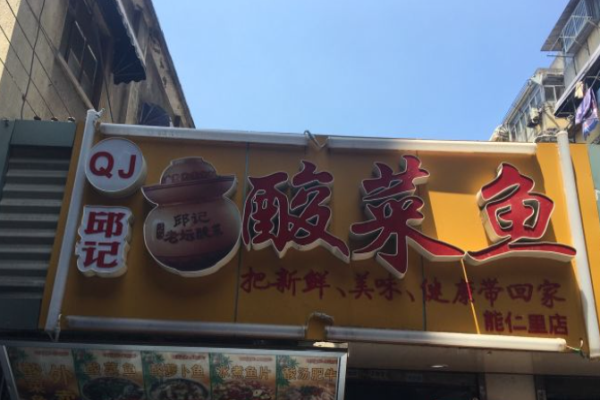 QJ
邱记
邱记
老坛酸菜
酸菜鱼
把新鲜、美味、健康带回家
能仁里店